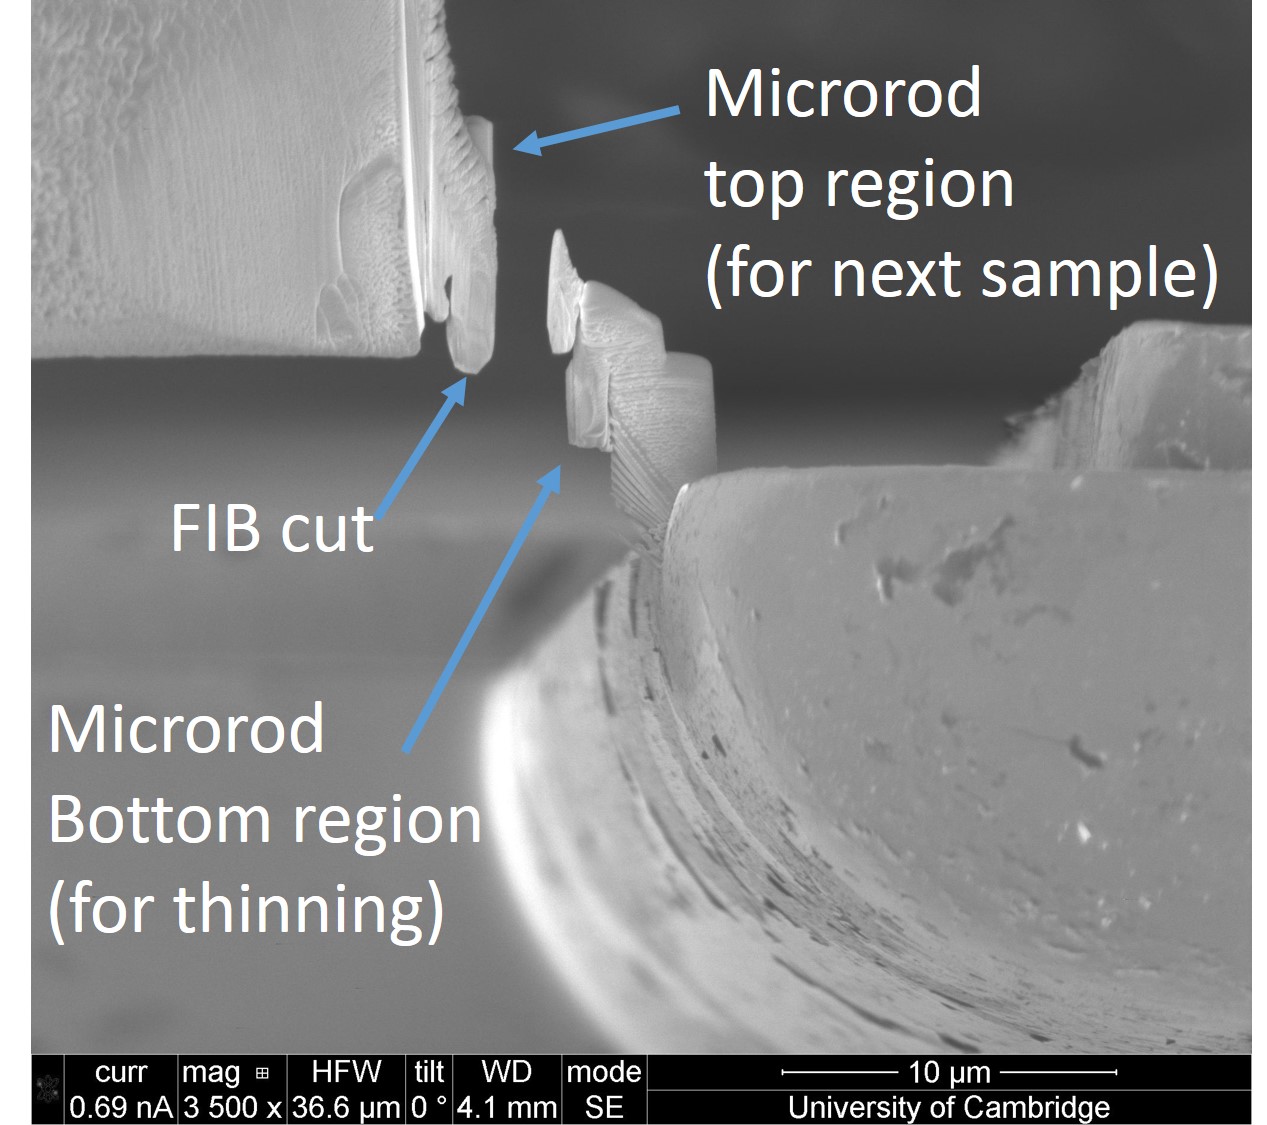 Microrod
top region
(for next sample)
FIB cut
Microrod
Bottom region
(for thinning)
curr mag HFW tilt WD mode 10 µm
0.69 nA 3 500 x 36.6 µm 0 ° 4.1 mm SE University of Cambridge